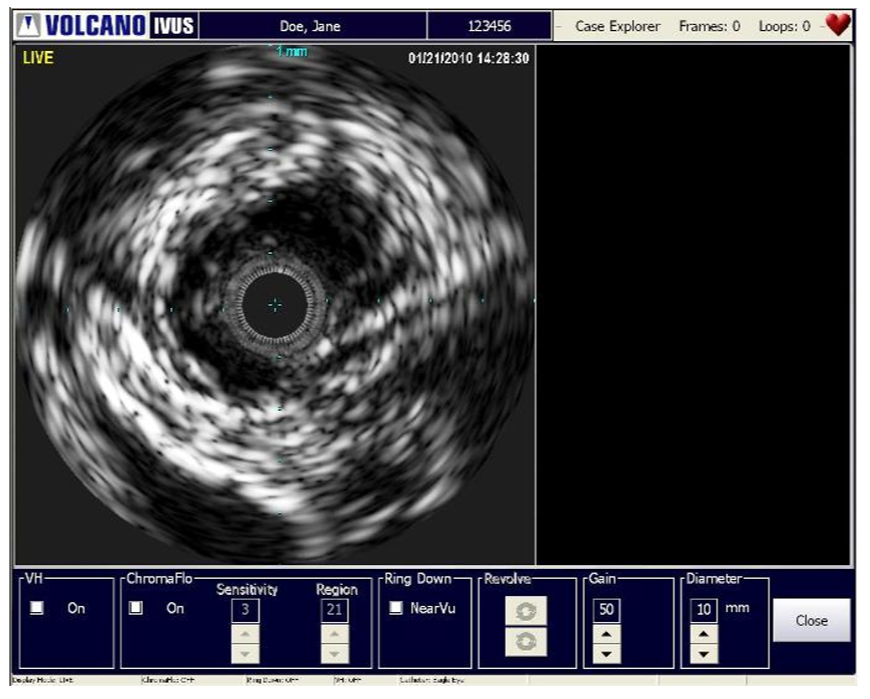 VOLCANO IVUS Doe, Jane 123456 Case Explorer Frames: 0 Loops: 0
LIVE 1 mm 01/21/2010 14:28:30
VH ChromaFlo Ring Down Revolve Gain Diameter
Sensitivity Region
On On 3 21 NearVu 50 10 mm
Close
Display Mode: LIVE ChromaFlo: OFF Ring Down: OFF VH: OFF Catheter: Eagle Eye